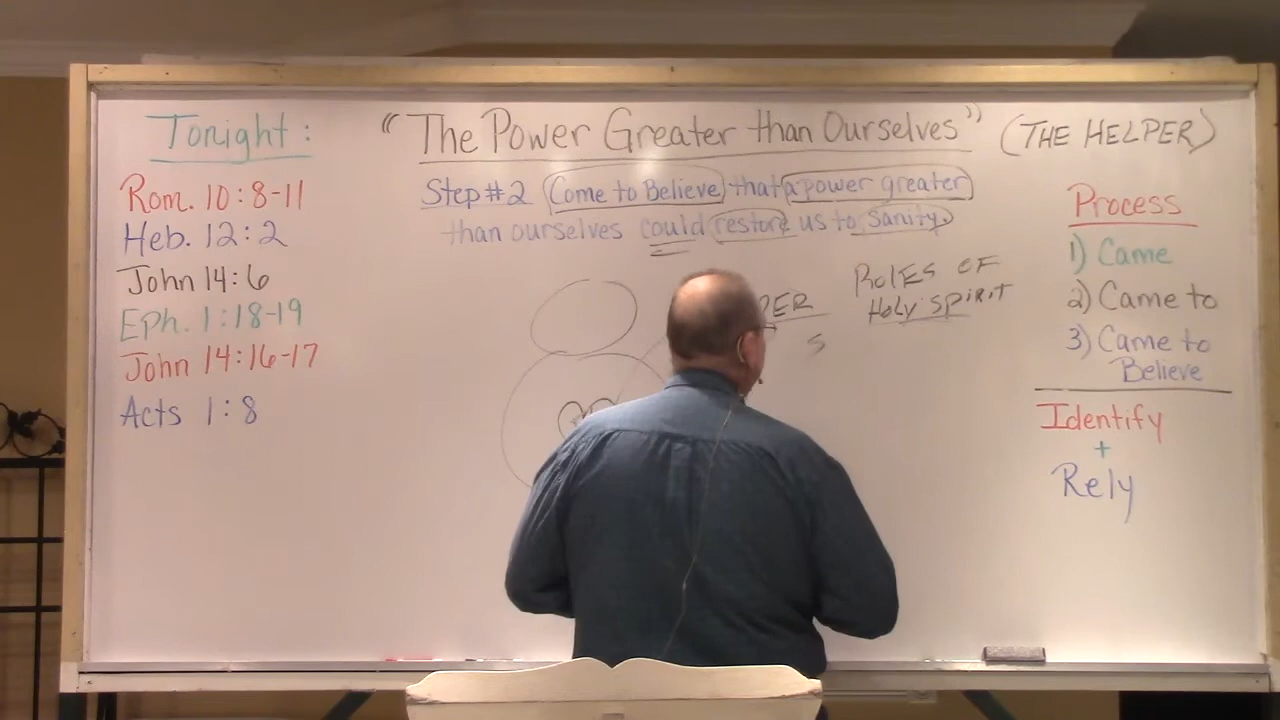 Tonight:
Rom. 10:8-11
Heb. 12:2
John 14:6
Eph. 1:18-19
John 14:16-17
Acts 1:8
"The Power Greater than Ourselves" (THE HELPER)
Step #2 Come to Believe that a power greater
than ourselves could restore us to sanity.
PER
S
ROLES OF
HOLY SPIRIT
Process
1) Came
2) Came to
3) Came to
Believe
Identify
+
Rely